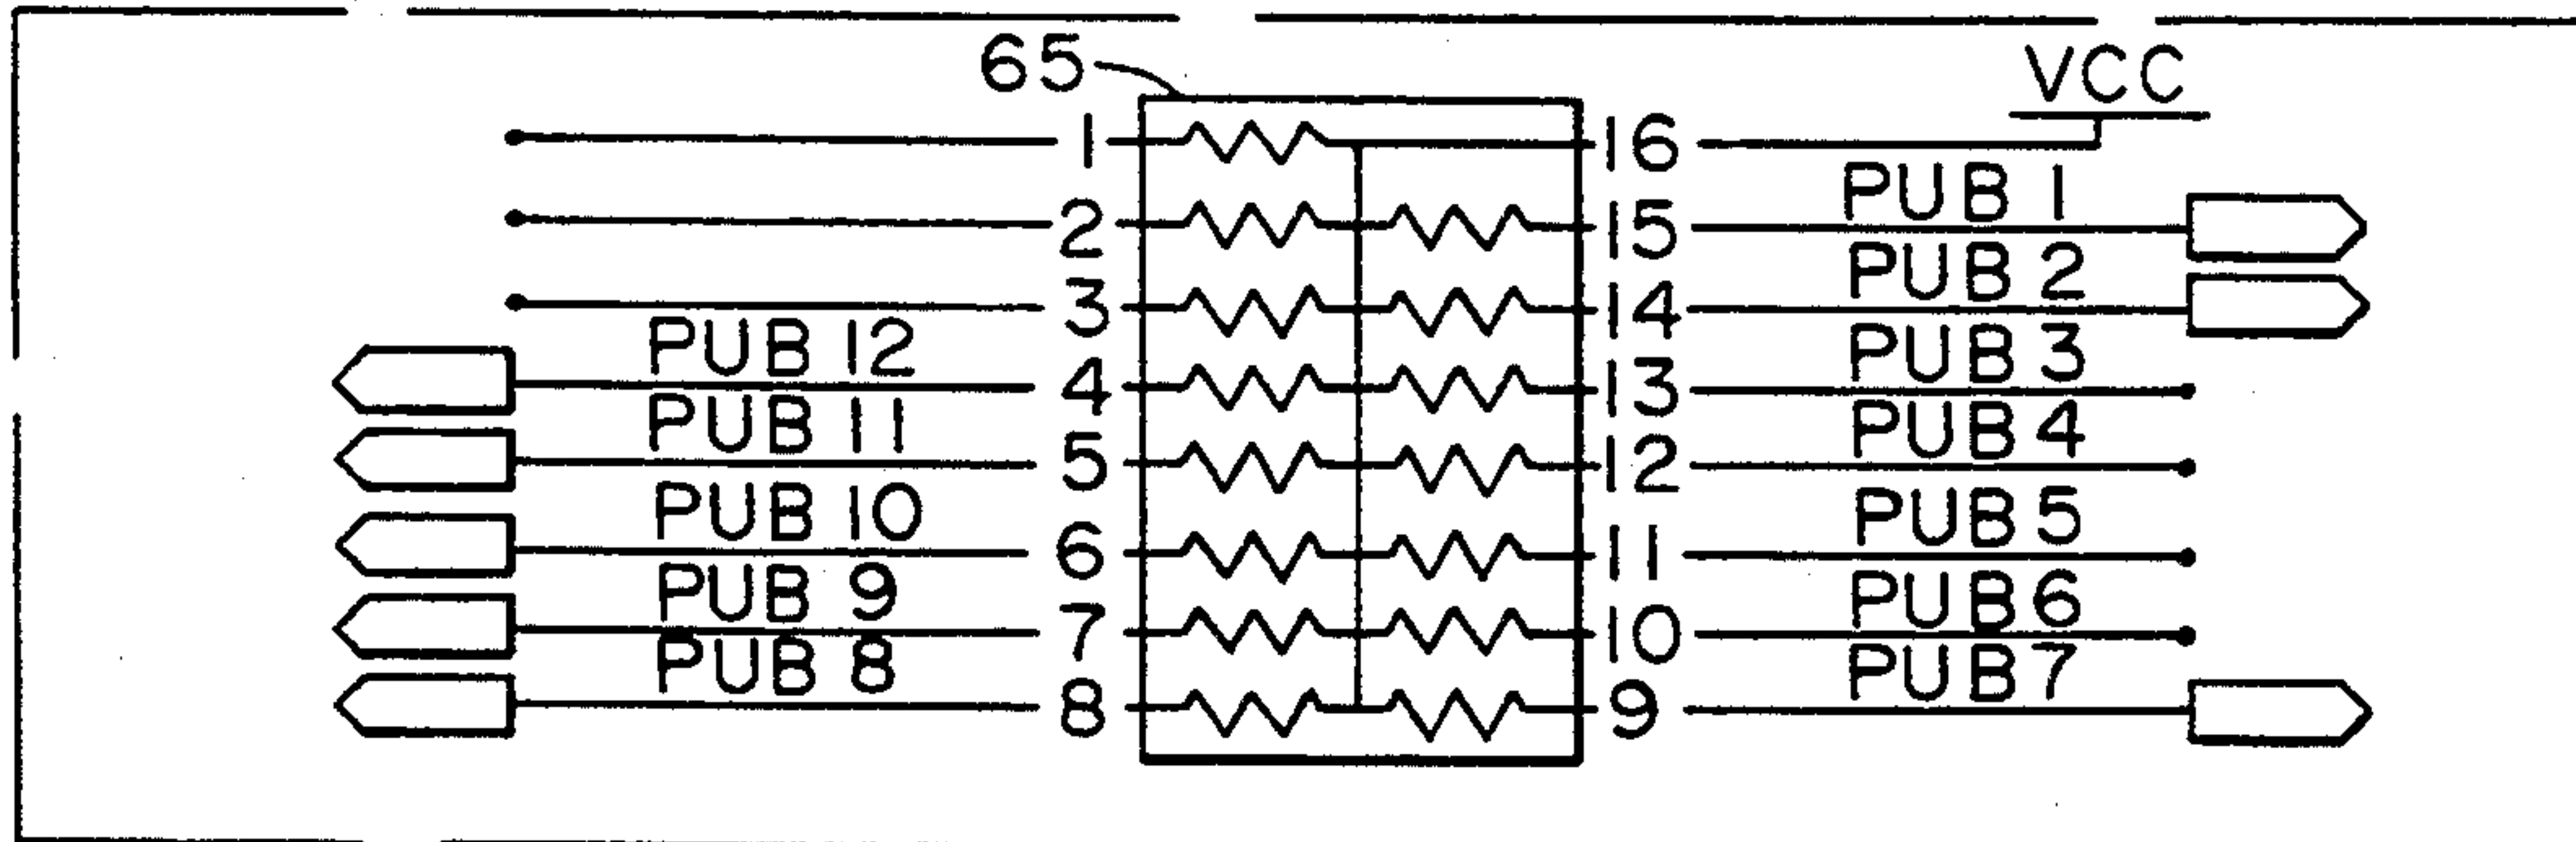 65
VCC
1 16
PUB 1
2 15
PUB 2
3 14
PUB 12 PUB 3
4 13
PUB 11 PUB 4
5 12
PUB 10 PUB 5
6 11
PUB 9 PUB 6
7 10
PUB 8 PUB 7
8 9